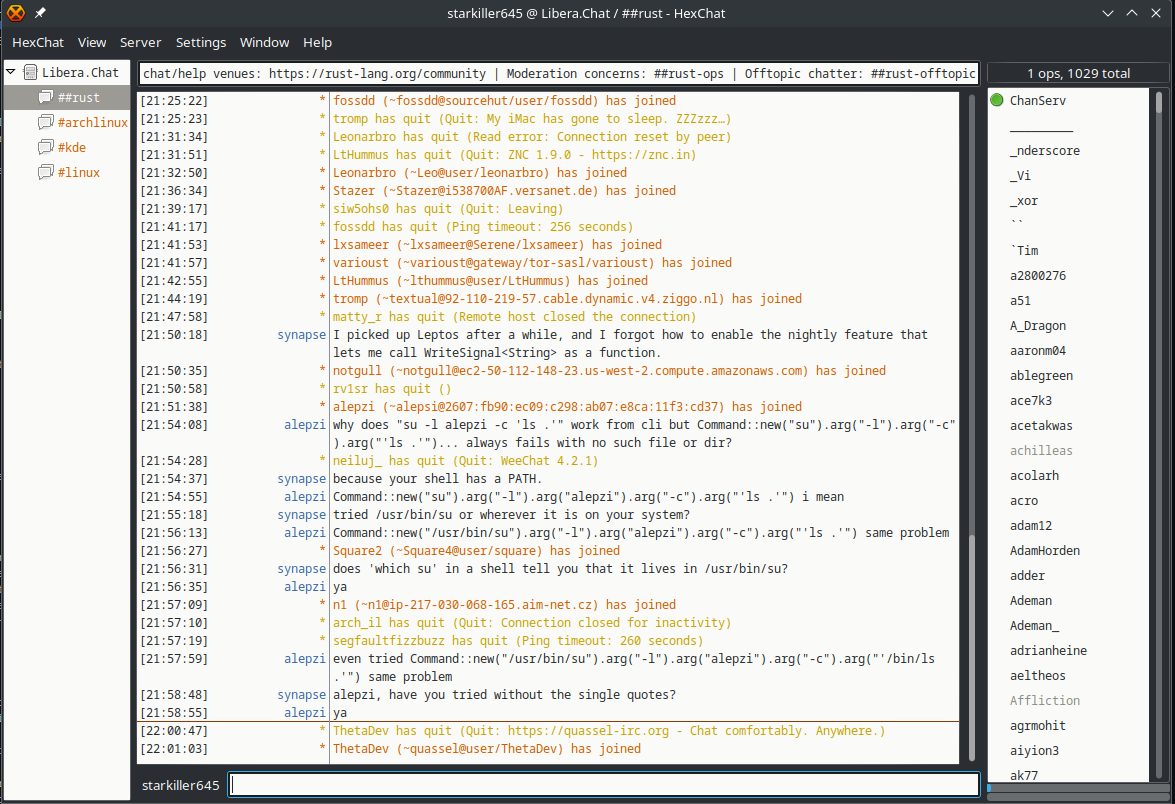 starkiller645 @ Libera.Chat / ##rust - HexChat
HexChat View Server Settings Window Help
Libera.Chat
##rust
#archlinux
#kde
#linux
chat/help venues: https://rust-lang.org/community | Moderation concerns: ##rust-ops | Offtopic chatter: ##rust-offtopic
[21:25:22] * fossdd (~fossdd@sourcehut/user/fossdd) has joined
[21:25:23] * tromp has quit (Quit: My iMac has gone to sleep. ZZZzzz…)
[21:31:34] * Leonarbro has quit (Read error: Connection reset by peer)
[21:31:51] * LtHummus has quit (Quit: ZNC 1.9.0 - https://znc.in)
[21:32:50] * Leonarbro (~Leo@user/leonarbro) has joined
[21:36:34] * Stazer (~Stazer@i538700AF.versanet.de) has joined
[21:39:17] * siw5ohs0 has quit (Quit: Leaving)
[21:41:17] * fossdd has quit (Ping timeout: 256 seconds)
[21:41:53] * lxsameer (~lxsameer@Serene/lxsameer) has joined
[21:41:57] * varioust (~varioust@gateway/tor-sasl/varioust) has joined
[21:42:55] * LtHummus (~lthummus@user/LtHummus) has joined
[21:44:19] * tromp (~textual@92-110-219-57.cable.dynamic.v4.ziggo.nl) has joined
[21:47:58] * matty_r has quit (Remote host closed the connection)
[21:50:18] synapse I picked up Leptos after a while, and I forgot how to enable the nightly feature that
lets me call WriteSignal<String> as a function.
[21:50:35] * notgull (~notgull@ec2-50-112-148-23.us-west-2.compute.amazonaws.com) has joined
[21:50:58] * rv1sr has quit ()
[21:51:38] * alepzi (~alepsi@2607:fb90:ec09:c298:ab07:e8ca:11f3:cd37) has joined
[21:54:08] alepzi why does "su -l alepzi -c 'ls .'" work from cli but Command::new("su").arg("-l").arg("-c"
).arg("'ls .'")... always fails with no such file or dir?
[21:54:28] * neiluj_ has quit (Quit: WeeChat 4.2.1)
[21:54:37] synapse because your shell has a PATH.
[21:54:55] alepzi Command::new("su").arg("-l").arg("alepzi").arg("-c").arg("'ls .'") i mean
[21:55:18] synapse tried /usr/bin/su or wherever it is on your system?
[21:56:13] alepzi Command::new("/usr/bin/su").arg("-l").arg("alepzi").arg("-c").arg("'ls .'") same problem
[21:56:27] * Square2 (~Square4@user/square) has joined
[21:56:31] synapse does 'which su' in a shell tell you that it lives in /usr/bin/su?
[21:56:35] alepzi ya
[21:57:09] * n1 (~n1@ip-217-030-068-165.aim-net.cz) has joined
[21:57:10] * arch_il has quit (Quit: Connection closed for inactivity)
[21:57:19] * segfaultfizzbuzz has quit (Ping timeout: 260 seconds)
[21:57:59] alepzi even tried Command::new("/usr/bin/su").arg("-l").arg("alepzi").arg("-c").arg("'/bin/ls
.'") same problem
[21:58:48] synapse alepzi, have you tried without the single quotes?
[21:58:55] alepzi ya
[22:00:47] * ThetaDev has quit (Quit: https://quassel-irc.org - Chat comfortably. Anywhere.)
[22:01:03] * ThetaDev (~quassel@user/ThetaDev) has joined
starkiller645
1 ops, 1029 total
ChanServ
_________
_nderscore
_Vi
_xor
``
`Tim
a2800276
a51
A_Dragon
aaronm04
ablegreen
ace7k3
acetakwas
achilleas
acolarh
acro
adam12
AdamHorden
adder
Ademan
Ademan_
adrianheine
aeltheos
Affliction
agrmohit
aiyion3
ak77